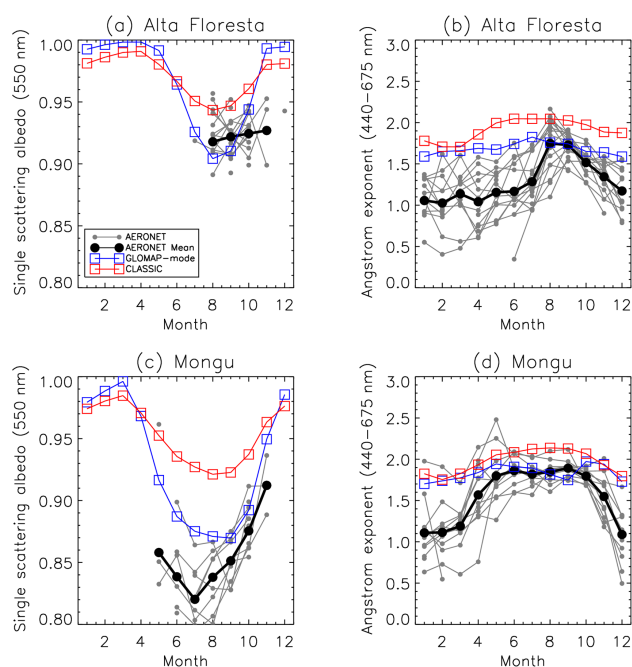 (a) Alta Floresta
(b) Alta Floresta
Single scattering albedo (550 nm)
1.00
0.95
0.90
0.85
0.80
AERONET
AERONET Mean
GLOMAP-mode
CLASSIC
0 2 4 6 8 10 12
Month
Angstrom exponent (440-675 nm)
3.0
2.5
2.0
1.5
1.0
0.5
0.0
0 2 4 6 8 10 12
Month
(c) Mongu
(d) Mongu
Single scattering albedo (550 nm)
1.00
0.95
0.90
0.85
0.80
0 2 4 6 8 10 12
Month
Angstrom exponent (440-675 nm)
3.0
2.5
2.0
1.5
1.0
0.5
0.0
0 2 4 6 8 10 12
Month